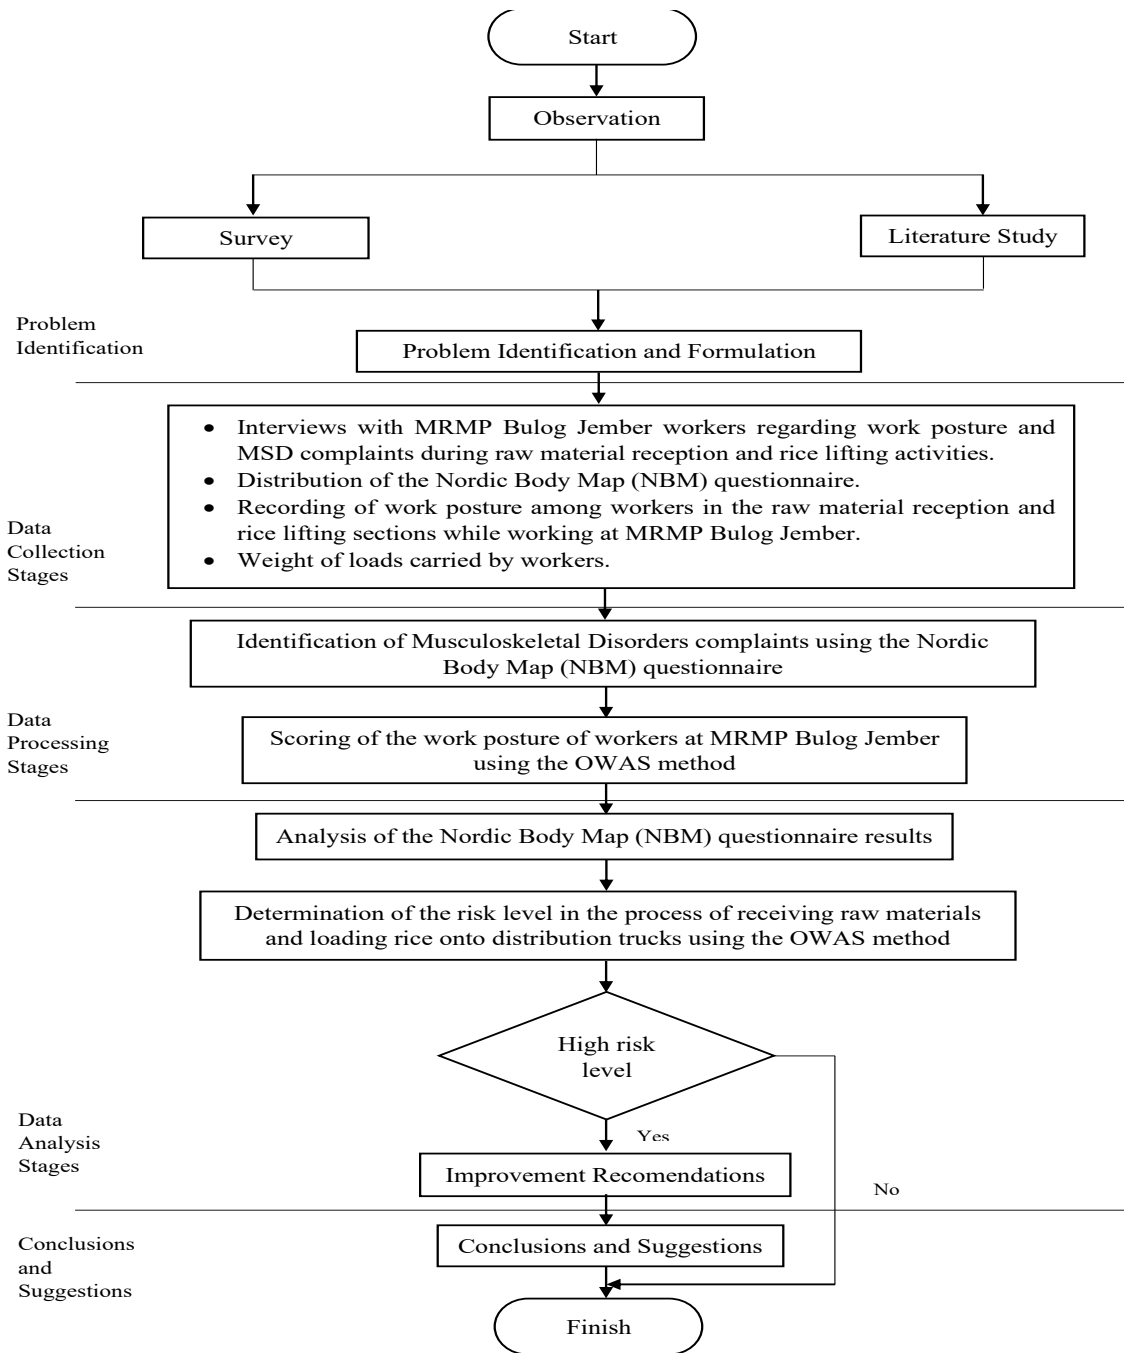 Start
Observation
Survey
Literature Study
Problem
Identification
Problem Identification and Formulation
• Interviews with MRMP Bulog Jember workers regarding work posture and
MSD complaints during raw material reception and rice lifting activities.
• Distribution of the Nordic Body Map (NBM) questionnaire.
• Recording of work posture among workers in the raw material reception and
rice lifting sections while working at MRMP Bulog Jember.
• Weight of loads carried by workers.
Data
Collection
Stages
Identification of Musculoskeletal Disorders complaints using the Nordic
Body Map (NBM) questionnaire
Data
Processing
Stages
Scoring of the work posture of workers at MRMP Bulog Jember
using the OWAS method
Analysis of the Nordic Body Map (NBM) questionnaire results
Determination of the risk level in the process of receiving raw materials
and loading rice onto distribution trucks using the OWAS method
High risk
level
Data
Analysis
Stages
Yes
Improvement Recomendations
No
Conclusions
and
Suggestions
Conclusions and Suggestions
Finish